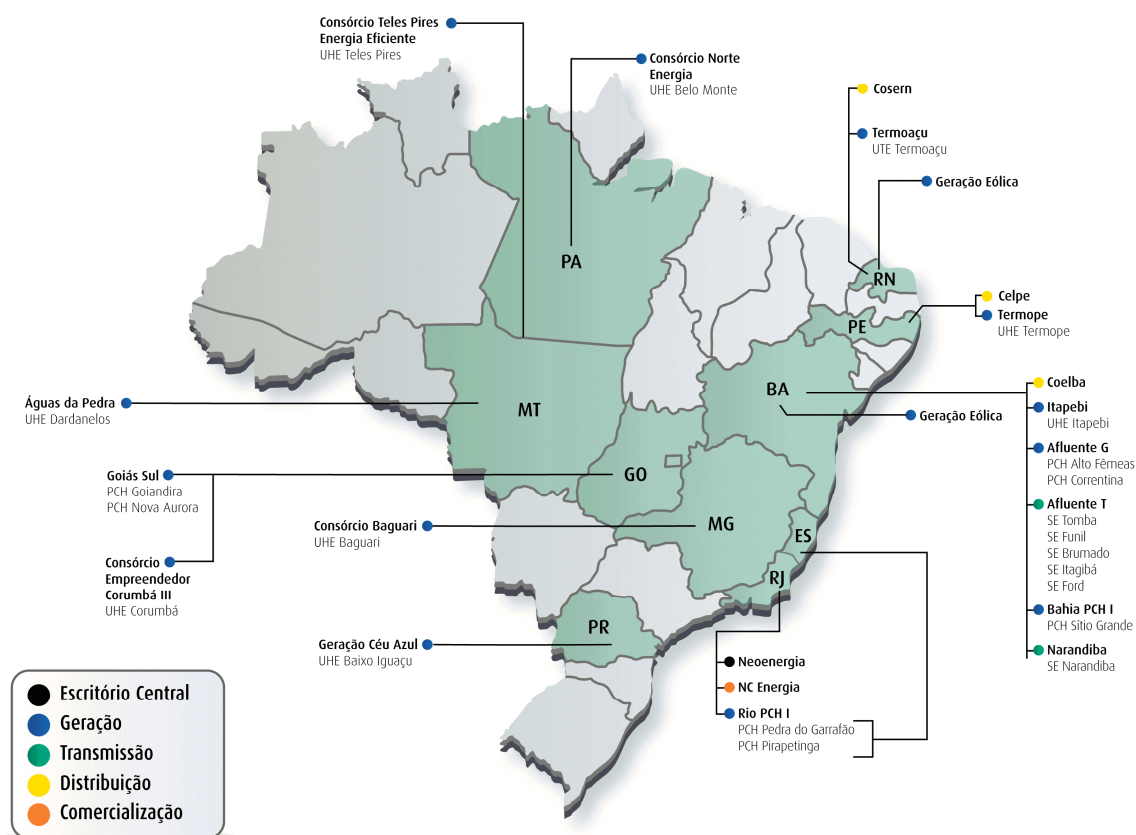 Consórcio Teles Pires
Energia Eficiente
UHE Teles Pires
Consórcio Norte
Energia
UHE Belo Monte
Cosern
Termoaçu
UTE Termoaçu
Geração Eólica
PA
RN
Celpe
Termope
UHE Termope
PE
Coelba
Itapebi
UHE Itapebi
Afluente G
PCH Alto Fêmeas
PCH Correntina
Afluente T
SE Tomba
SE Funil
SE Brumado
SE Itagibá
SE Ford
Bahia PCH I
PCH Sítio Grande
Narandiba
SE Narandiba
BA
Geração Eólica
Águas da Pedra
UHE Dardanelos
MT
Goiás Sul
PCH Goiandira
PCH Nova Aurora
GO
Consórcio
Empreendedor
Corumbá III
UHE Corumbá
Consórcio Baguari
UHE Baguari
MG
ES
RJ
Geração Céu Azul
UHE Baixo Iguaçu
PR
Neoenergia
NC Energia
Rio PCH I
PCH Pedra do Garrafão
PCH Pirapetinga
Escritório Central
Geração
Transmissão
Distribuição
Comercialização